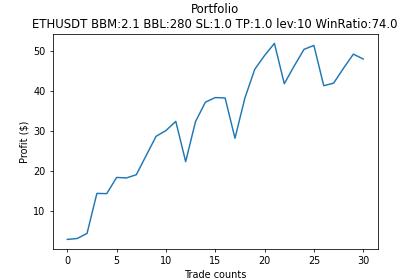 Portfolio
ETHUSDT BBM:2.1 BBL:280 SL:1.0 TP:1.0 lev:10 WinRatio:74.0
50
40
30
20
10
Profit ($)
0 5 10 15 20 25 30
Trade counts